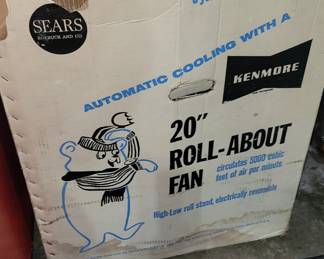 SEARS
ROEBUCK AND CO
AUTOMATIC COOLING WITH A
KENMORE
20"
ROLL-ABOUT
FAN
circulates 5000 cubic
feet of air per minute
High-Low roll stand, electrically reversible